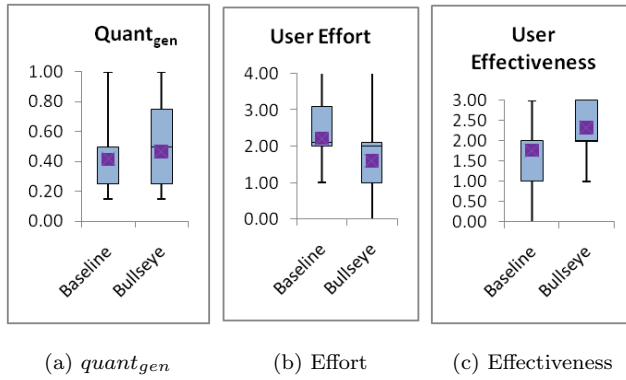 Quant_gen
1.00
0.80
0.60
0.40
0.20
0.00
Baseline
Bullseye
User Effort
4.00
3.00
2.00
1.00
0.00
Baseline
Bullseye
User
Effectiveness
3.00
2.50
2.00
1.50
1.00
0.50
0.00
Baseline
Bullseye
(a) quant_gen
(b) Effort
(c) Effectiveness